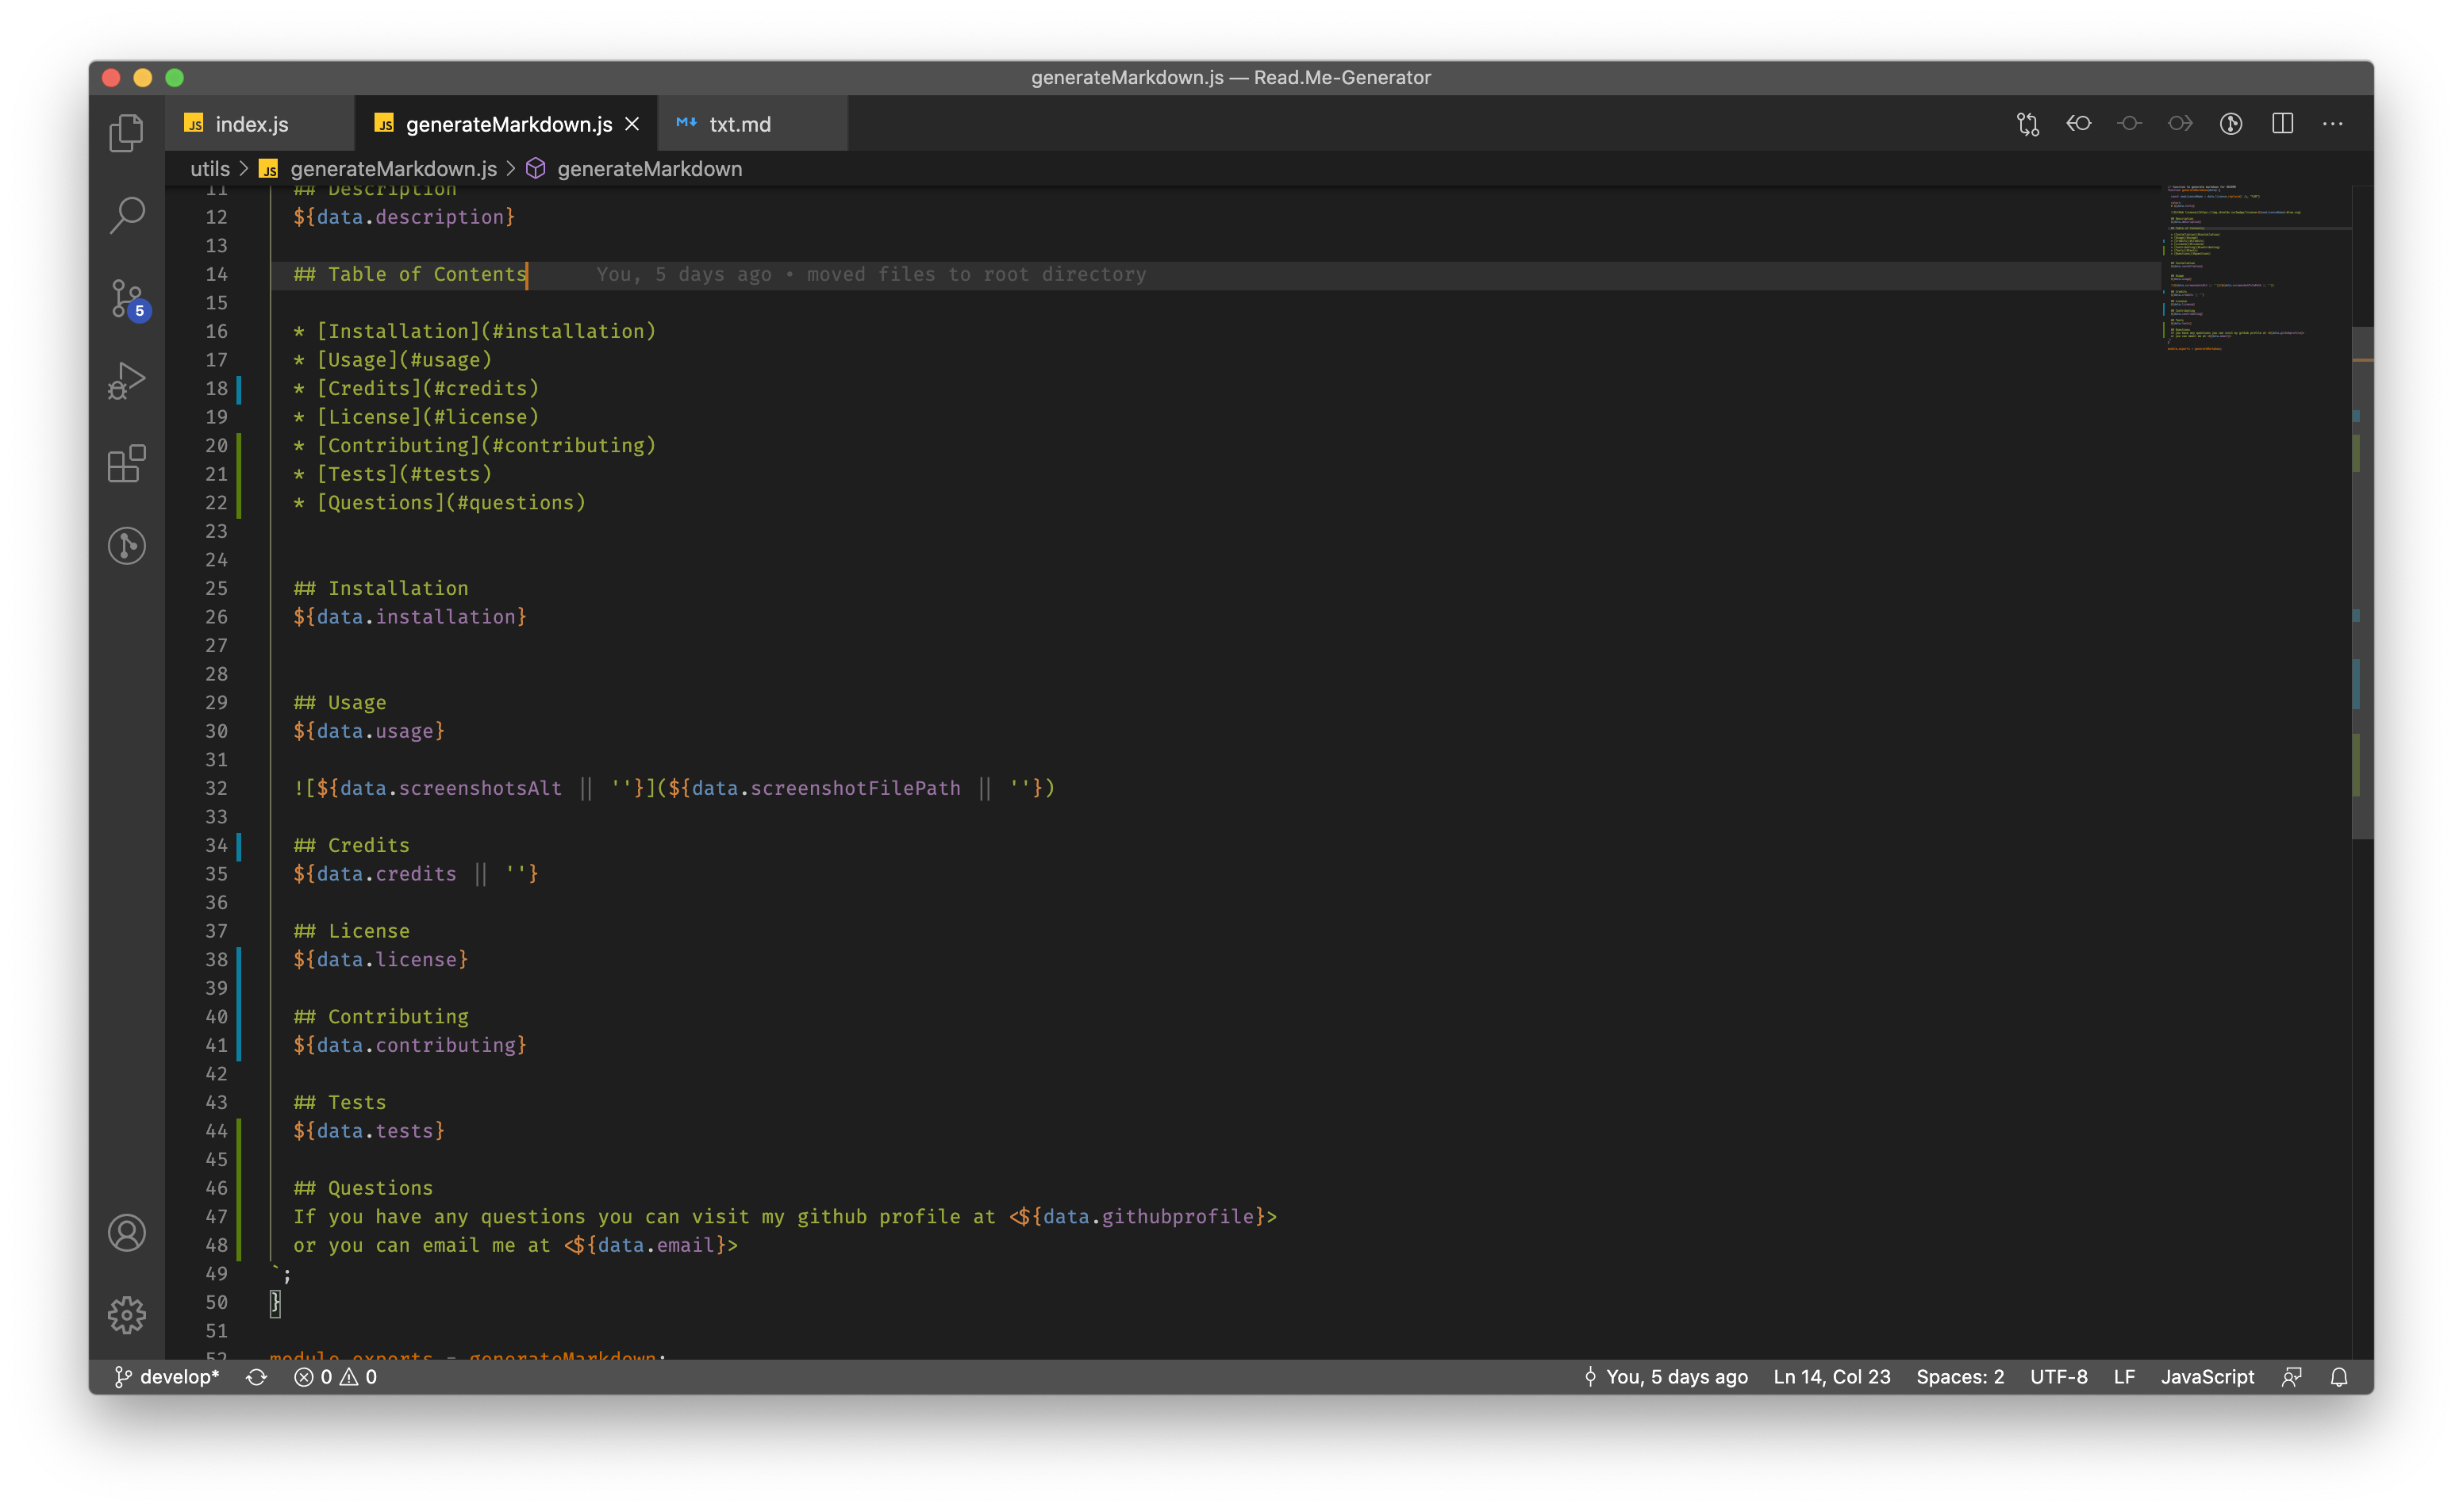 generateMarkdown.js — Read.Me-Generator
JS index.js
JS generateMarkdown.js
txt.md
utils > JS generateMarkdown.js > generateMarkdown
11 ## Description
12 ${data.description}
13
14 ## Table of Contents You, 5 days ago • moved files to root directory
15
16 * [Installation](#installation)
17 * [Usage](#usage)
18 * [Credits](#credits)
19 * [License](#license)
20 * [Contributing](#contributing)
21 * [Tests](#tests)
22 * [Questions](#questions)
23
24
25 ## Installation
26 ${data.installation}
27
28
29 ## Usage
30 ${data.usage}
31
32 ![${data.screenshotsAlt || ''}](${data.screenshotFilePath || ''})
33
34 ## Credits
35 ${data.credits || ''}
36
37 ## License
38 ${data.license}
39
40 ## Contributing
41 ${data.contributing}
42
43 ## Tests
44 ${data.tests}
45
46 ## Questions
47 If you have any questions you can visit my github profile at <${data.githubprofile}>
48 or you can email me at <${data.email}>
49 `;
50 }
51
52 module.exports = generateMarkdown;
5
develop* 0 0 You, 5 days ago Ln 14, Col 23 Spaces: 2 UTF-8 LF JavaScript